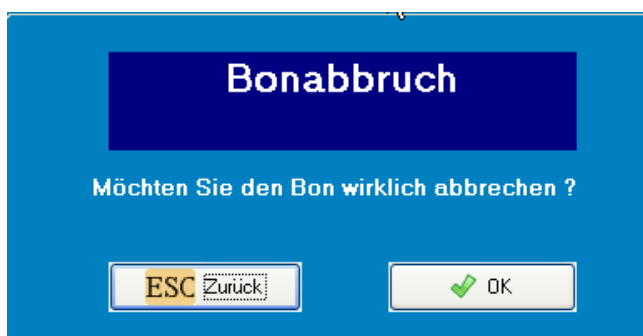 Bonabbruch
Möchten Sie den Bon wirklich abbrechen ?
ESC Zurück
OK